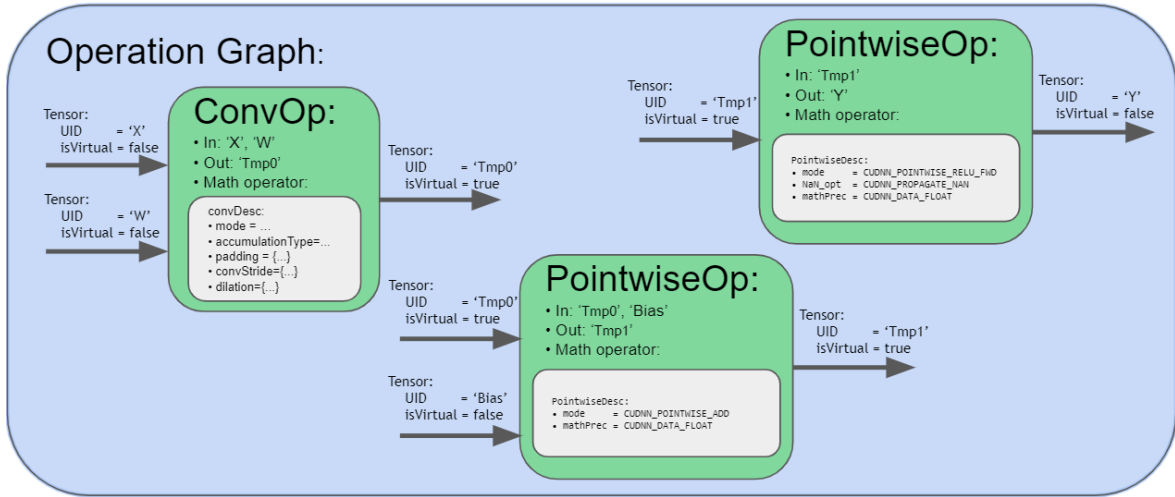 Operation Graph:
Tensor:
UID = ‘X’
isVirtual = false
Tensor:
UID = ‘W’
isVirtual = false
ConvOp:
• In: ‘X’, ‘W’
• Out: ‘Tmp0’
• Math operator:
convDesc:
• mode = ...
• accumulationType=...
• padding = {...}
• convStride={...}
• dilation={...}
Tensor:
UID = ‘Tmp0’
isVirtual = true
Tensor:
UID = ‘Tmp0’
isVirtual = true
Tensor:
UID = ‘Bias’
isVirtual = false
PointwiseOp:
• In: ‘Tmp0’, ‘Bias’
• Out: ‘Tmp1’
• Math operator:
PointwiseDesc:
• mode = CUDNN_POINTWISE_ADD
• mathPrec = CUDNN_DATA_FLOAT
Tensor:
UID = ‘Tmp1’
isVirtual = true
Tensor:
UID = ‘Tmp1’
isVirtual = true
PointwiseOp:
• In: ‘Tmp1’
• Out: ‘Y’
• Math operator:
PointwiseDesc:
• mode = CUDNN_POINTWISE_RELU_FWD
• NaN_opt = CUDNN_PROPAGATE_NAN
• mathPrec = CUDNN_DATA_FLOAT
Tensor:
UID = ‘Y’
isVirtual = false